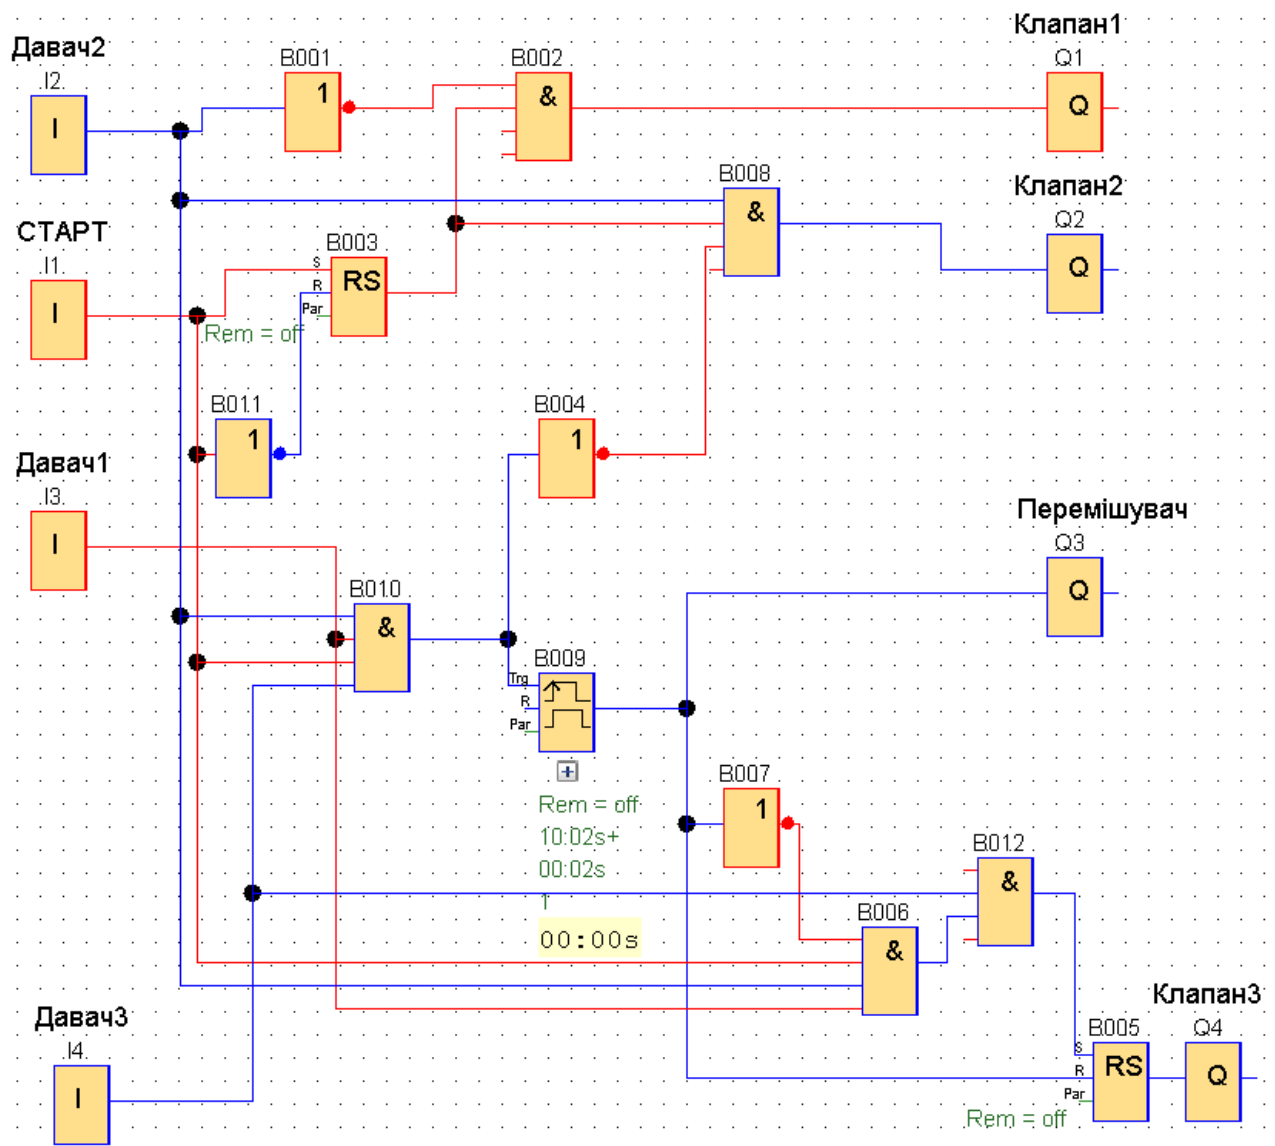 Клапан1
Q1
Q
Давач2
I2
I
B001
1
B002
&
B008
&
Клапан2
Q2
Q
СТАРТ
I1
I
B003
S
R
Par
RS
Rem = off
B011
1
B004
1
Давач1
I3
I
Перемішувач
Q3
Q
B010
&
B009
Trg
R
Par
Rem = off
10:02s+
00:02s
1
00:00s
B007
1
B012
&
B006
&
Давач3
I4
I
Клапан3
Q4
Q
B005
S
R
Par
RS
Rem = off